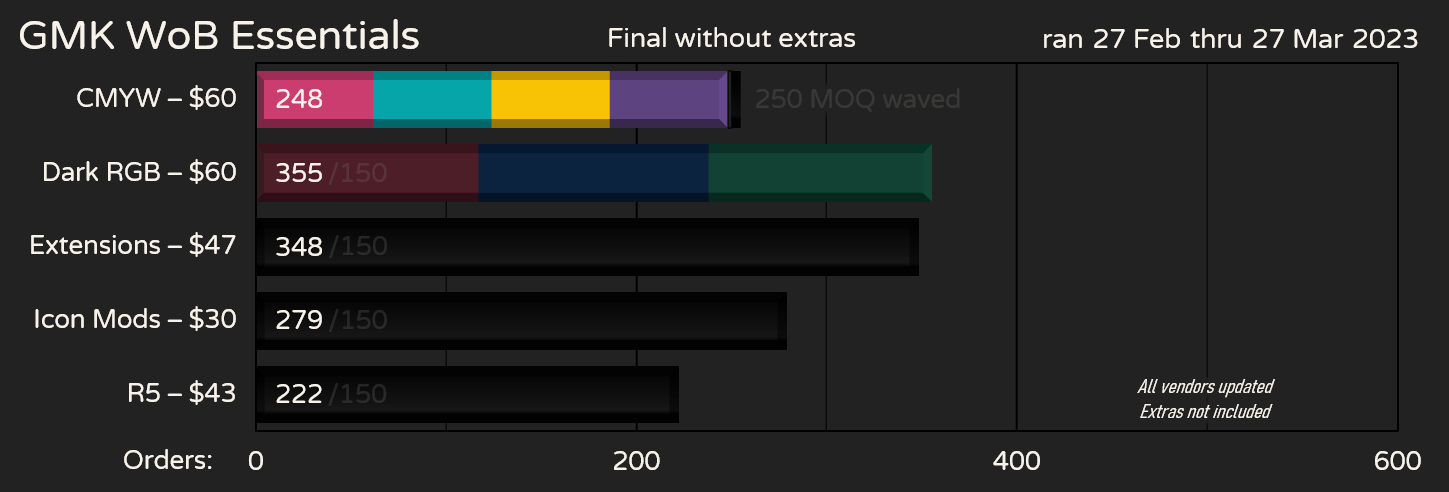 GMK WoB Essentials Final without extras ran 27 Feb thru 27 Mar 2023
CMYW – $60 248 250 MOQ waved
Dark RGB – $60 355 /150
Extensions – $47 348 /150
Icon Mods – $30 279 /150
R5 – $43 222 /150
All vendors updated
Extras not included
Orders: 0 200 400 600